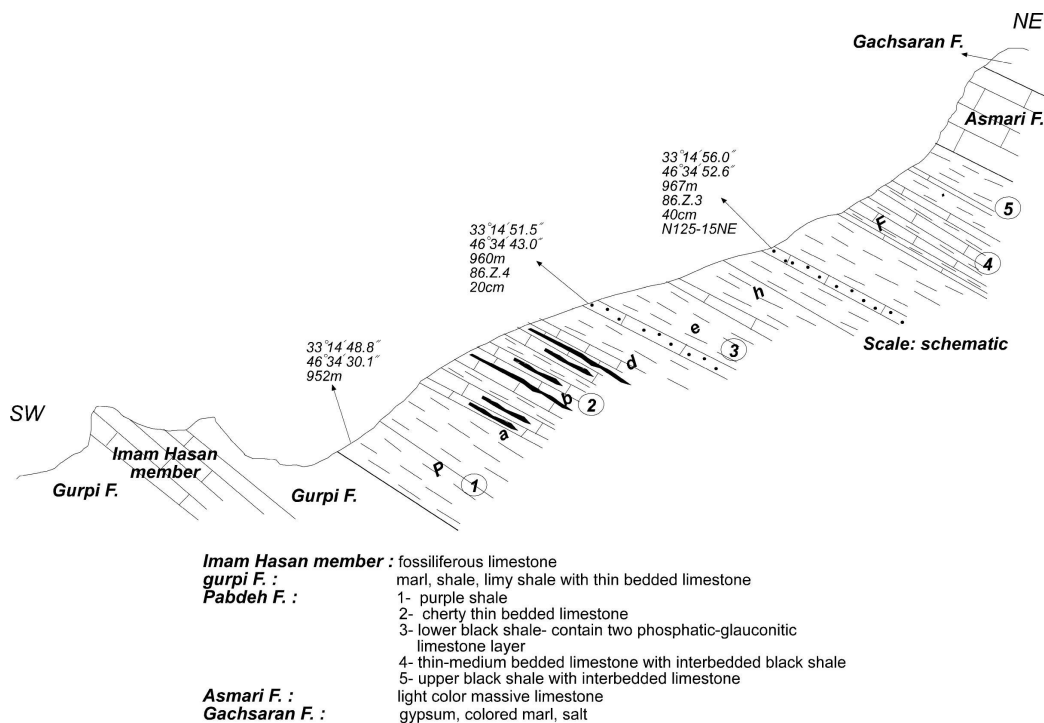 NE
Gachsaran F.
Asmari F.
33°14´56.0˝
46°34´52.6˝
967m
86.Z.3
40cm
N125-15NE
5
F
4
33°14´51.5˝
46°34´43.0˝
960m
86.Z.4
20cm
h
e
3
Scale: schematic
33°14´48.8˝
46°34´30.1˝
952m
d
b
2
a
SW
Imam Hasan
member
P
1
Gurpi F.
Gurpi F.
Imam Hasan member : fossiliferous limestone
gurpi F. : marl, shale, limy shale with thin bedded limestone
Pabdeh F. : 1- purple shale
2- cherty thin bedded limestone
3- lower black shale- contain two phosphatic-glauconitic
limestone layer
4- thin-medium bedded limestone with interbedded black shale
5- upper black shale with interbedded limestone
Asmari F. : light color massive limestone
Gachsaran F. : gypsum, colored marl, salt